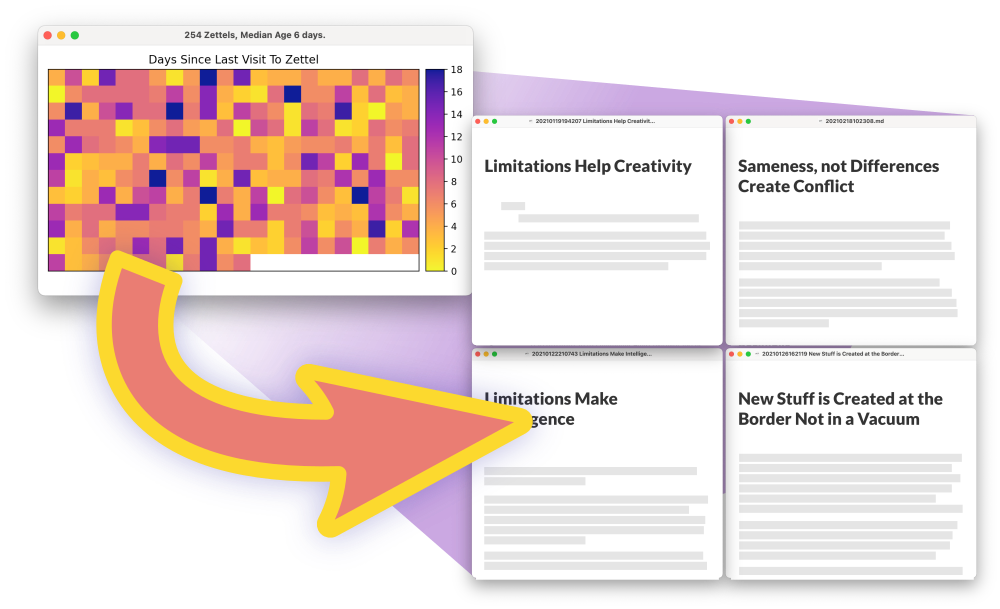 254 Zettels, Median Age 6 days.
Days Since Last Visit To Zettel
18
16
14
12
10
8
6
4
2
0
20210119194207 Limitations Help Creativit...
Limitations Help Creativity
20210218102308.md
Sameness, not Differences
Create Conflict
20210122210743 Limitations Make Intellige...
Limitations Make
gence
20210126162119 New Stuff is Created at the Border...
New Stuff is Created at the
Border Not in a Vacuum